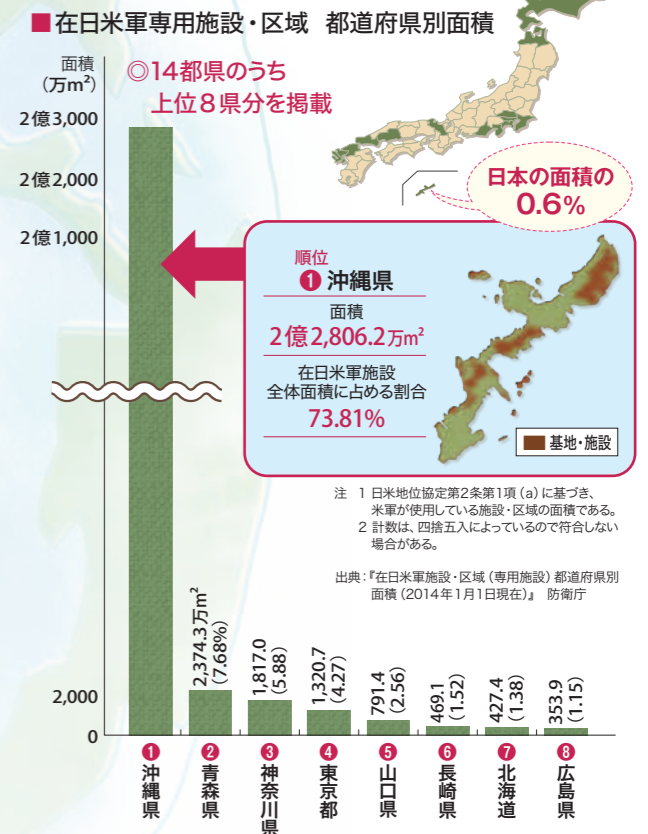 ■在日米軍専用施設・区域 都道府県別面積
面積
(万m²)
◎14都県のうち
上位8県分を掲載
2億3,000
2億2,000
2億1,000
2,000
0
日本の面積の
0.6%
順位
❶ 沖縄県
面積
2億2,806.2万m²
在日米軍施設
全体面積に占める割合
73.81%
基地・施設
注 1 日米地位協定第2条第1項(a)に基づき、
米軍が使用している施設・区域の面積である。
2 計数は、四捨五入によっているので符合しない
場合がある。
出典:『在日米軍施設・区域(専用施設)都道府県別
面積(2014年1月1日現在)』 防衛庁
2,374.3万m²
(7.68%)
1,817.0
(5.88)
1,320.7
(4.27)
791.4
(2.56)
469.1
(1.52)
427.4
(1.38)
353.9
(1.15)
❶沖縄県
❷青森県
❸神奈川県
❹東京都
❺山口県
❻長崎県
❼北海道
❽広島県